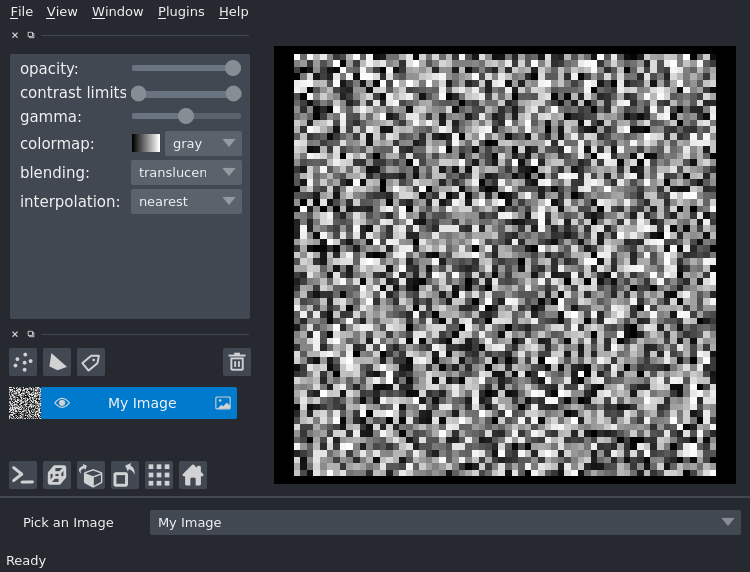 File View Window Plugins Help
opacity:
contrast limits
gamma:
colormap: gray
blending: translucen
interpolation: nearest
My Image
Pick an Image My Image
Ready